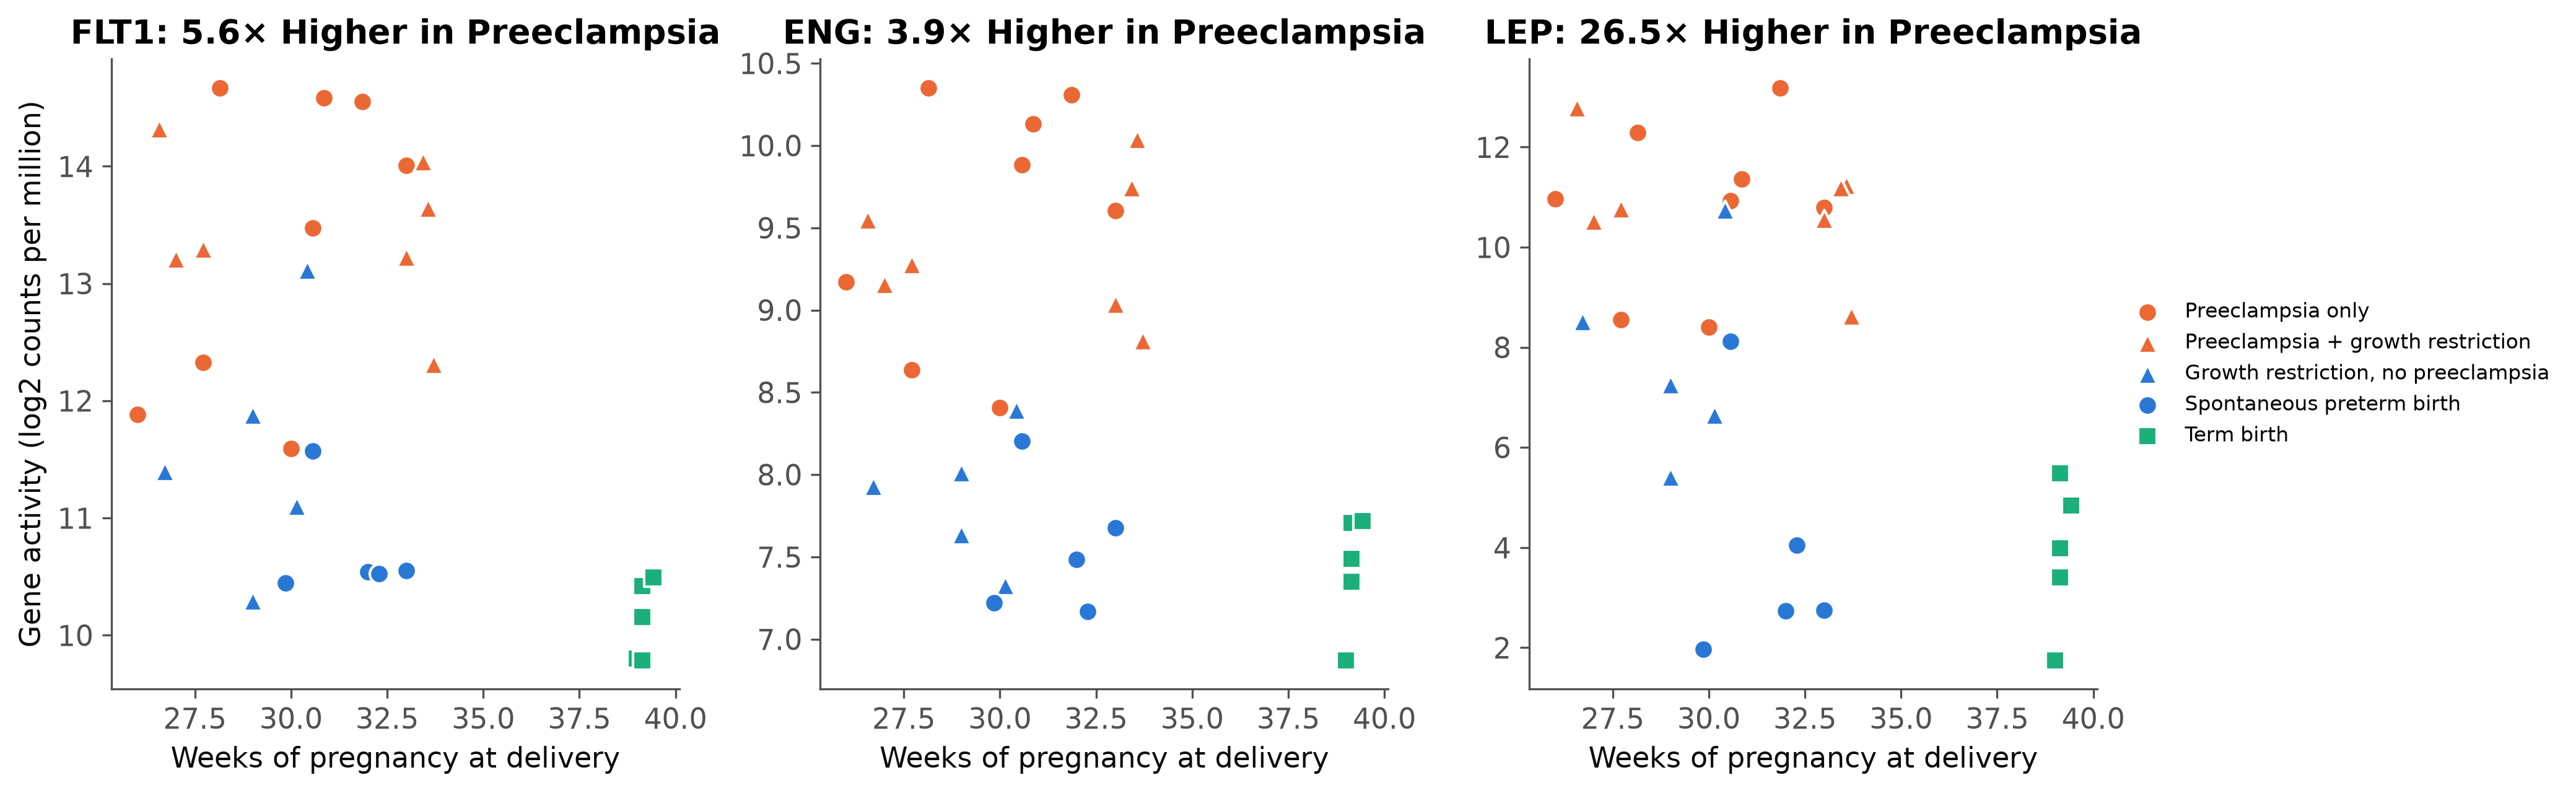 FLT1: 5.6× Higher in Preeclampsia
ENG: 3.9× Higher in Preeclampsia
LEP: 26.5× Higher in Preeclampsia
Gene activity (log2 counts per million)
14
13
12
11
10
27.5 30.0 32.5 35.0 37.5 40.0
Weeks of pregnancy at delivery
10.5
10.0
9.5
9.0
8.5
8.0
7.5
7.0
27.5 30.0 32.5 35.0 37.5 40.0
Weeks of pregnancy at delivery
12
10
8
6
4
2
27.5 30.0 32.5 35.0 37.5 40.0
Weeks of pregnancy at delivery
Preeclampsia only
Preeclampsia + growth restriction
Growth restriction, no preeclampsia
Spontaneous preterm birth
Term birth